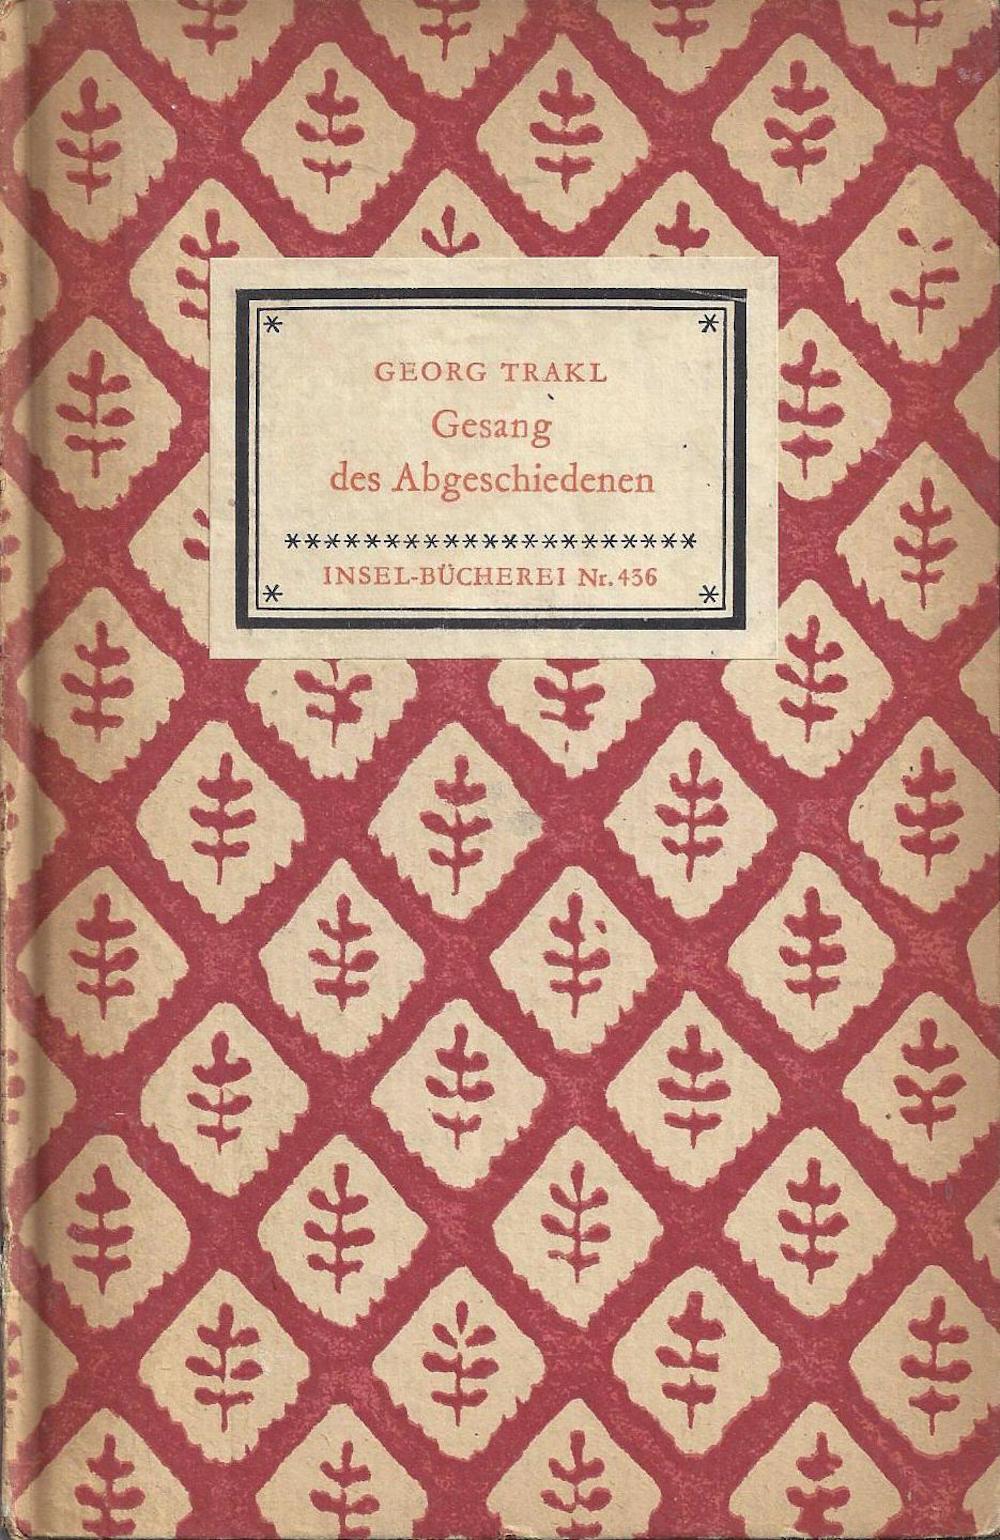 GEORG TRAKL
Gesang
des Abgeschiedenen
INSEL-BÜCHEREI Nr. 436